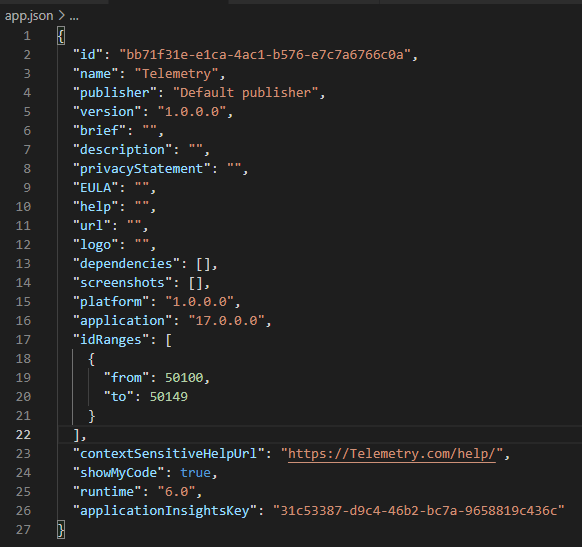 app.json > ...
1 {
2 "id": "bb71f31e-e1ca-4ac1-b576-e7c7a6766c0a",
3 "name": "Telemetry",
4 "publisher": "Default publisher",
5 "version": "1.0.0.0",
6 "brief": "",
7 "description": "",
8 "privacyStatement": "",
9 "EULA": "",
10 "help": "",
11 "url": "",
12 "logo": "",
13 "dependencies": [],
14 "screenshots": [],
15 "platform": "1.0.0.0",
16 "application": "17.0.0.0",
17 "idRanges": [
18 {
19 "from": 50100,
20 "to": 50149
21 }
22 ],
23 "contextSensitiveHelpUrl": "https://Telemetry.com/help/",
24 "showMyCode": true,
25 "runtime": "6.0",
26 "applicationInsightsKey": "31c53387-d9c4-46b2-bc7a-9658819c436c"
27 }